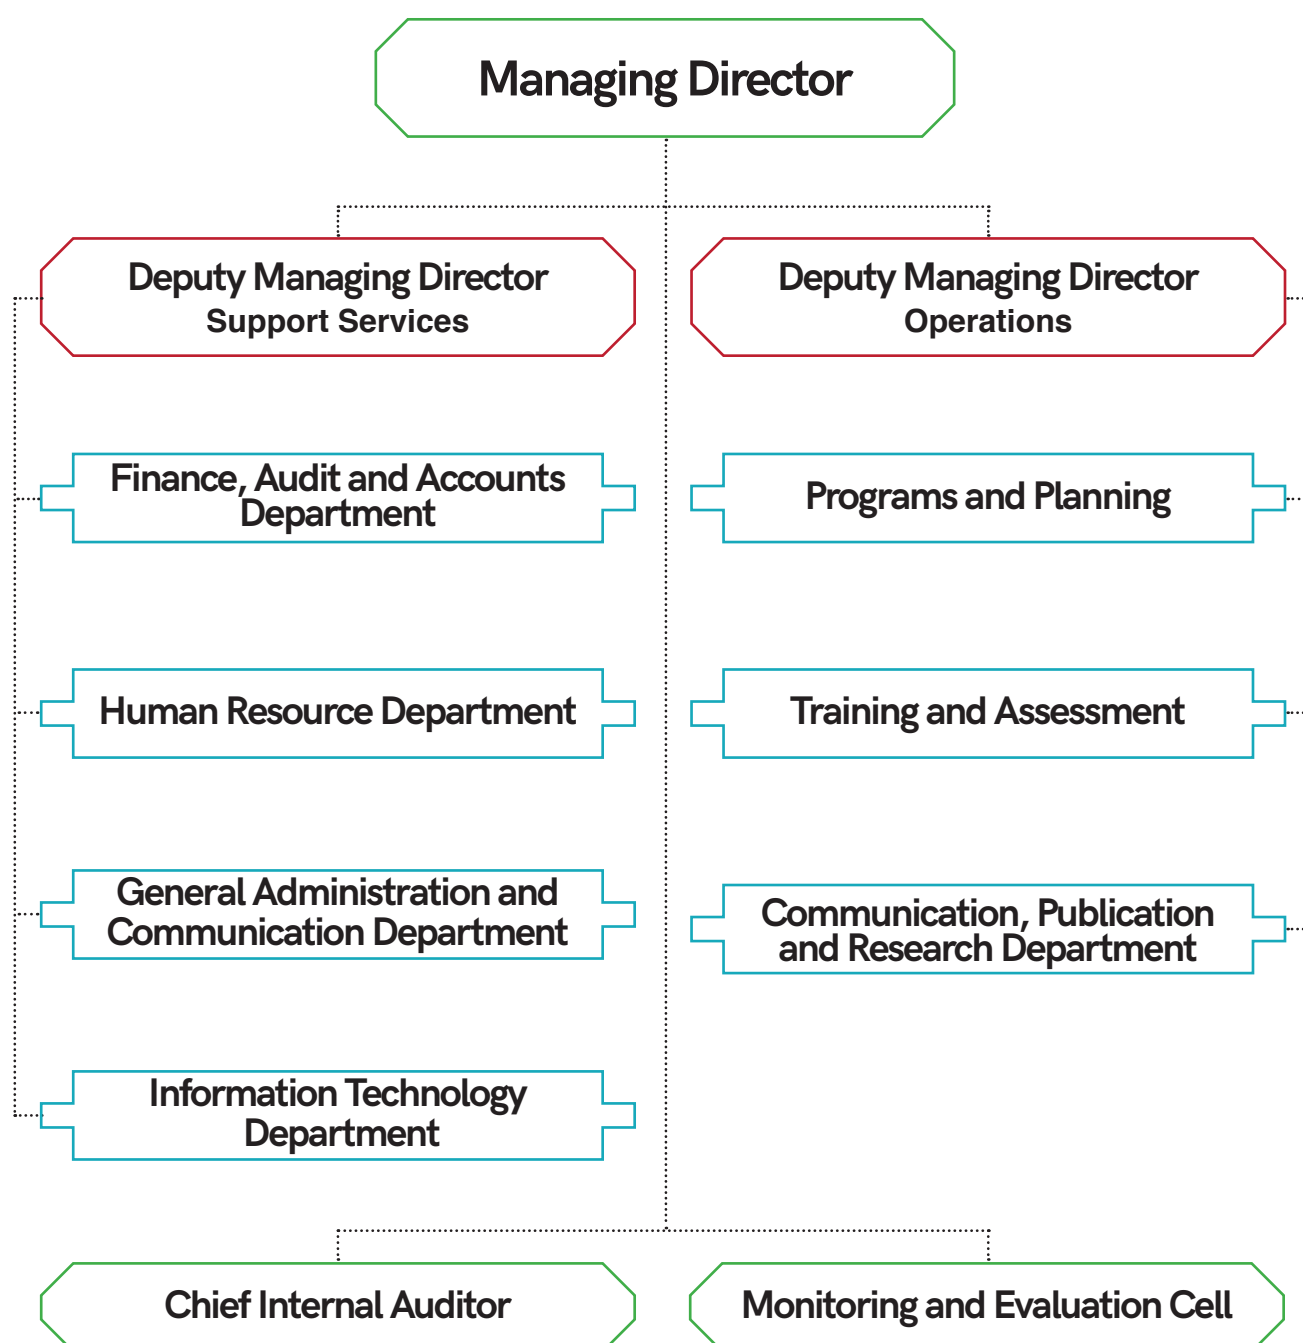 Managing Director
Deputy Managing Director
Support Services
Deputy Managing Director
Operations
Finance, Audit and Accounts
Department
Programs and Planning
Human Resource Department
Training and Assessment
General Administration and
Communication Department
Communication, Publication
and Research Department
Information Technology
Department
Chief Internal Auditor
Monitoring and Evaluation Cell